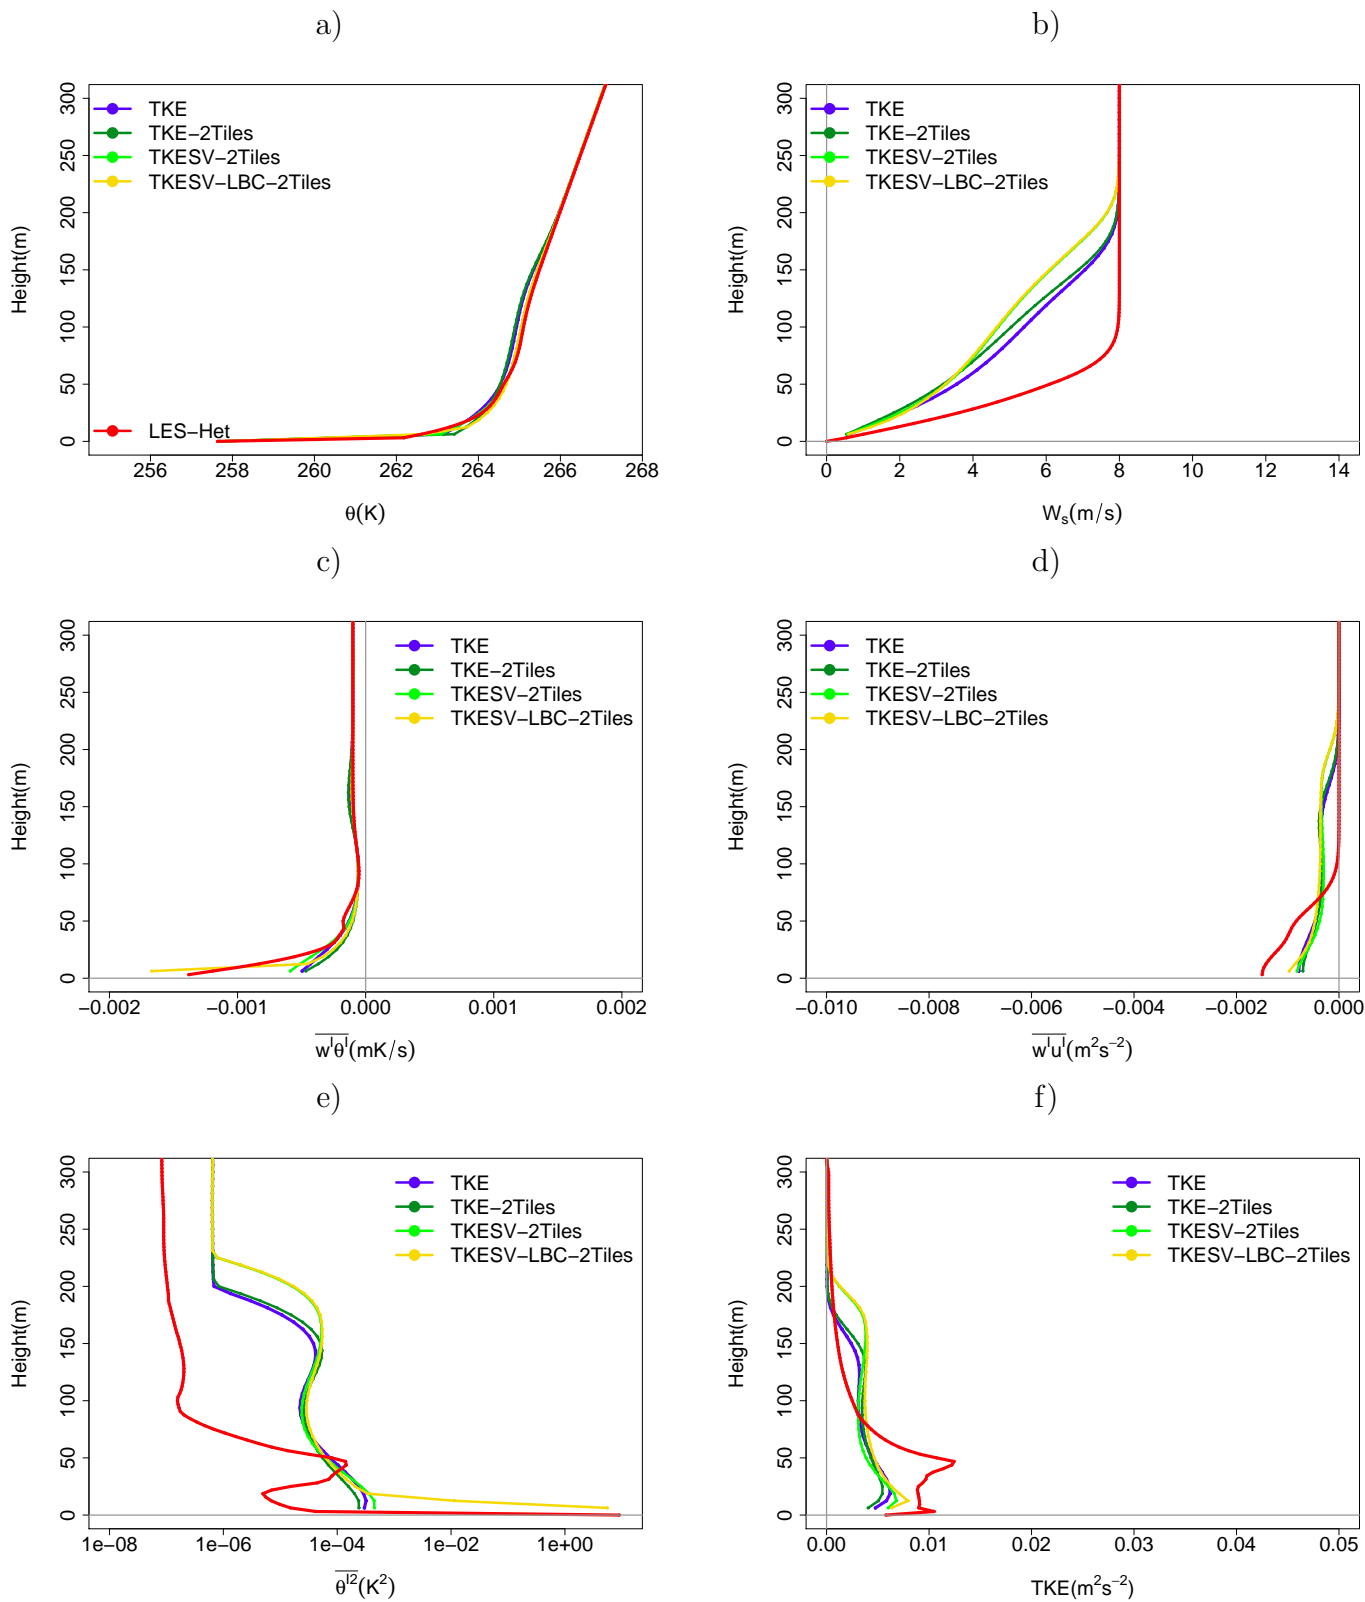 a)
b)
300
250
200
150
100
50
0
Height(m)
TKE
TKE−2Tiles
TKESV−2Tiles
TKESV−LBC−2Tiles
LES−Het
256 258 260 262 264 266 268
θ(K)
300
250
200
150
100
50
0
Height(m)
TKE
TKE−2Tiles
TKESV−2Tiles
TKESV−LBC−2Tiles
0 2 4 6 8 10 12 14
Ws(m/s)
c)
d)
300
250
200
150
100
50
0
Height(m)
TKE
TKE−2Tiles
TKESV−2Tiles
TKESV−LBC−2Tiles
−0.002 −0.001 0.000 0.001 0.002
w'θ'(mK/s)
300
250
200
150
100
50
0
Height(m)
TKE
TKE−2Tiles
TKESV−2Tiles
TKESV−LBC−2Tiles
−0.010 −0.008 −0.006 −0.004 −0.002 0.000
w'u'(m²s⁻²)
e)
f)
300
250
200
150
100
50
0
Height(m)
TKE
TKE−2Tiles
TKESV−2Tiles
TKESV−LBC−2Tiles
1e−08 1e−06 1e−04 1e−02 1e+00
θ'²(K²)
300
250
200
150
100
50
0
Height(m)
TKE
TKE−2Tiles
TKESV−2Tiles
TKESV−LBC−2Tiles
0.00 0.01 0.02 0.03 0.04 0.05
TKE(m²s⁻²)